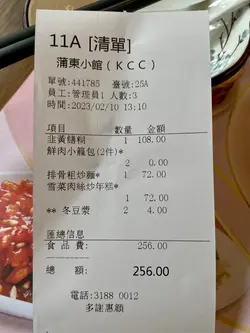 11A [清單]
蒲東小館(KCC)
單號:441785 臺號:25A
員工:管理員1 人數:3
時間:2023/02/10 13:10
項目 數量 金額
韭黃鱔糊 1 108.00
鮮肉小籠包(2件)*
2 0.00
排骨粗炒麵* 1 72.00
雪菜肉絲炒年糕*
1 72.00
** 冬豆漿 2 4.00
匯總信息
食品費: 256.00
總 額: 256.00
電話:3188 0012
多謝惠顧